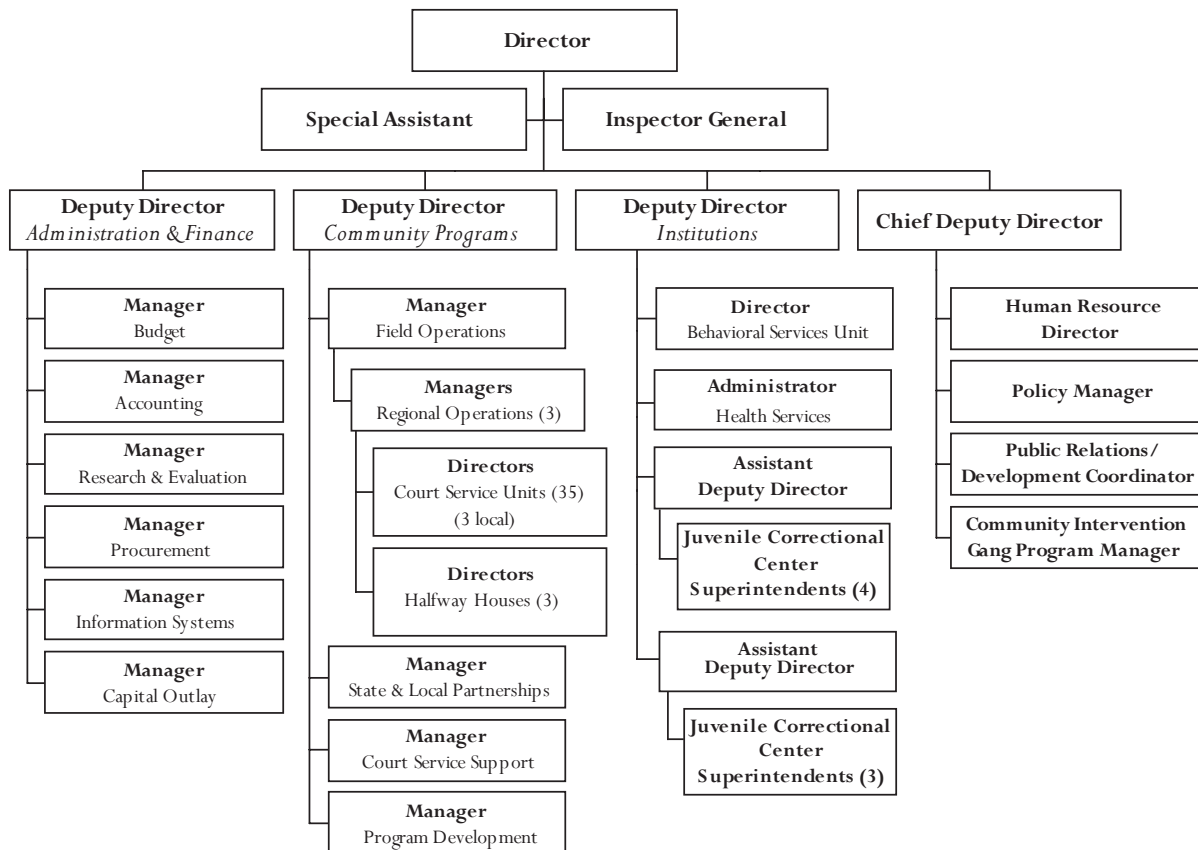 Director
Special Assistant
Inspector General
Deputy Director
Administration & Finance
Deputy Director
Community Programs
Deputy Director
Institutions
Chief Deputy Director
Manager
Budget
Manager
Accounting
Manager
Research & Evaluation
Manager
Procurement
Manager
Information Systems
Manager
Capital Outlay
Manager
Field Operations
Managers
Regional Operations (3)
Directors
Court Service Units (35)
(3 local)
Directors
Halfway Houses (3)
Manager
State & Local Partnerships
Manager
Court Service Support
Manager
Program Development
Director
Behavioral Services Unit
Administrator
Health Services
Assistant
Deputy Director
Juvenile Correctional
Center
Superintendents (4)
Assistant
Deputy Director
Juvenile Correctional
Center
Superintendents (3)
Human Resource
Director
Policy Manager
Public Relations/
Development Coordinator
Community Intervention
Gang Program Manager